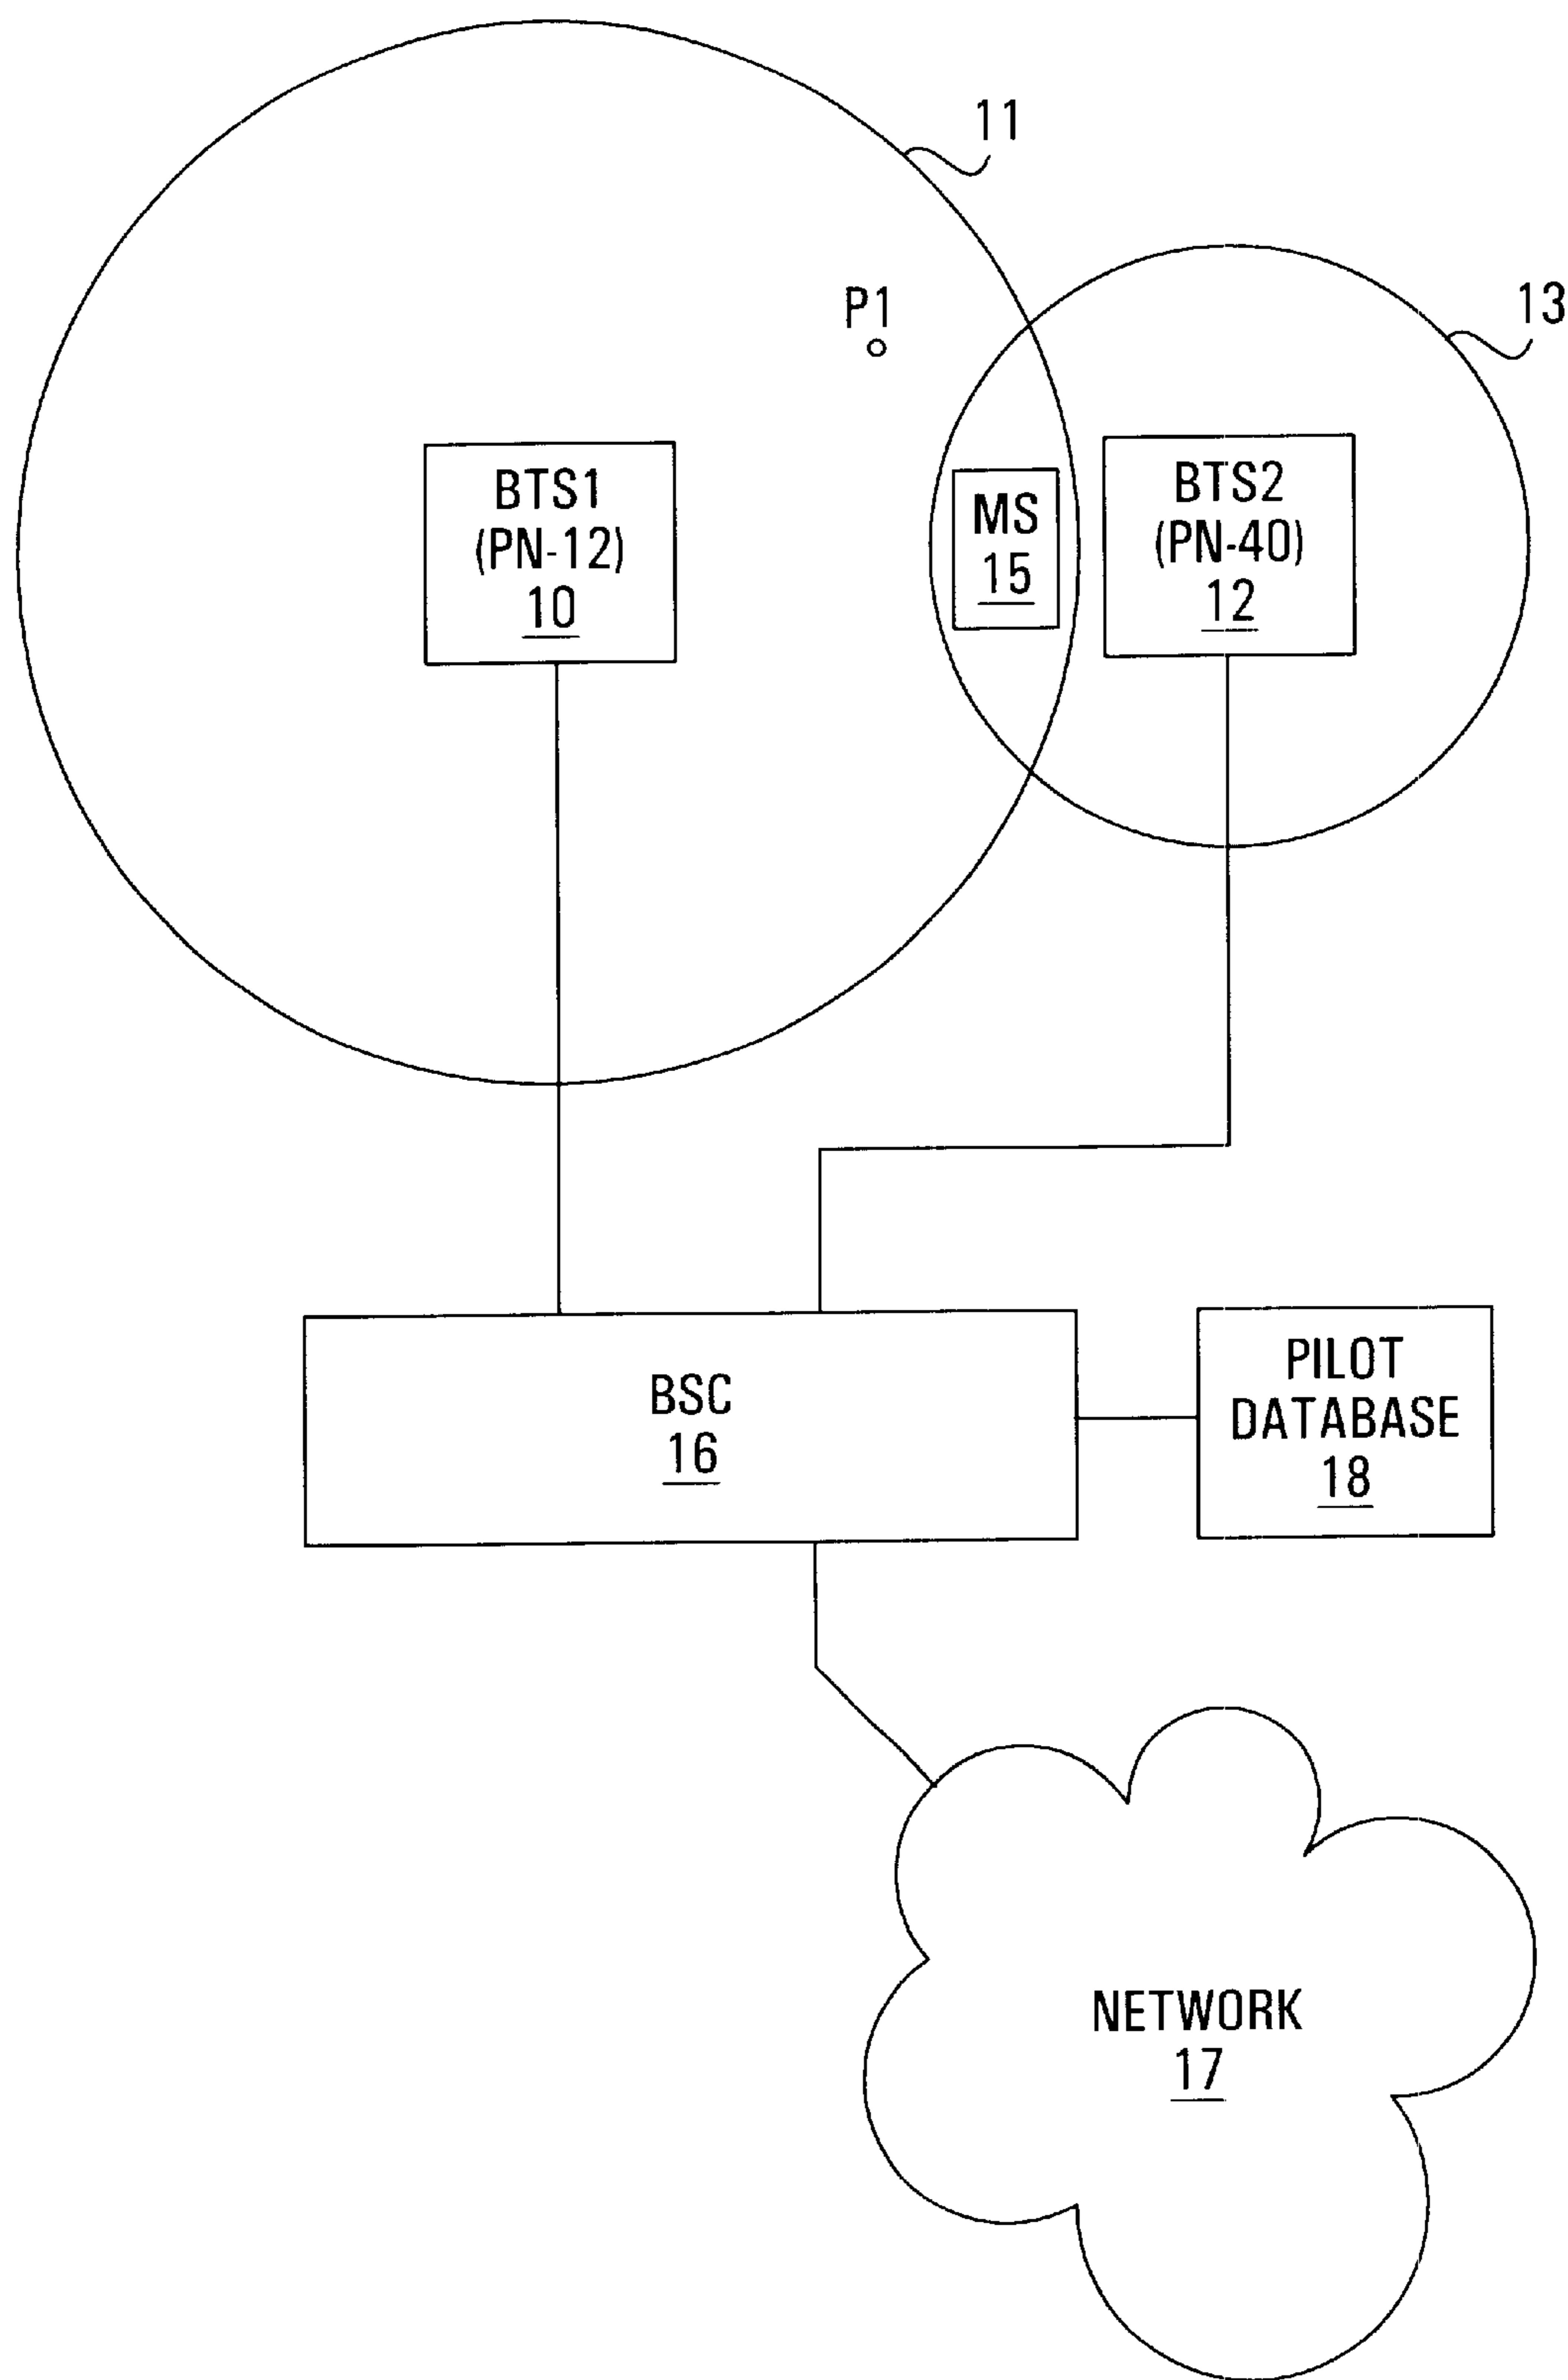 11
13
P1
BTS1
(PN-12)
10
MS
15
BTS2
(PN-40)
12
BSC
16
PILOT
DATABASE
18
NETWORK
17